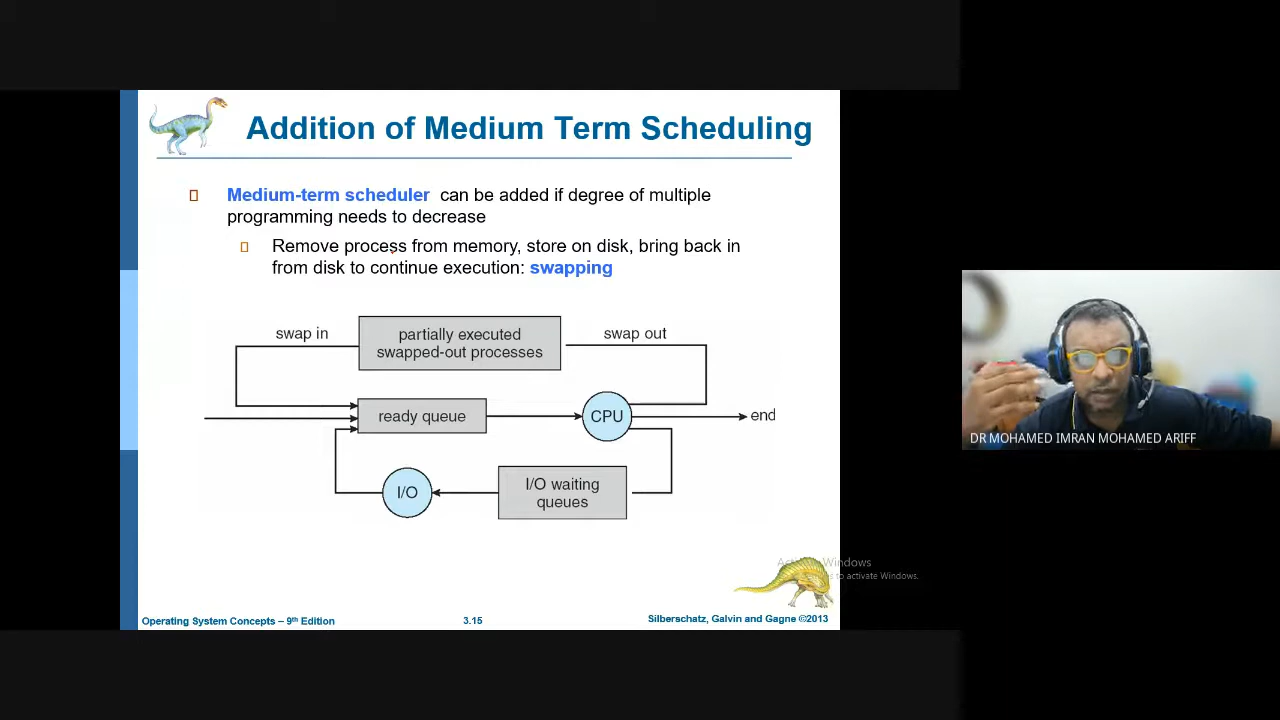 Addition of Medium Term Scheduling
Medium-term scheduler can be added if degree of multiple
programming needs to decrease
Remove process from memory, store on disk, bring back in
from disk to continue execution: swapping
swap in
partially executed
swapped-out processes
swap out
ready queue
CPU
end
I/O
I/O waiting
queues
DR MOHAMED IMRAN MOHAMED ARIFF
Windows
to activate Windows.
Operating System Concepts – 9th Edition
3.15
Silberschatz, Galvin and Gagne ©2013